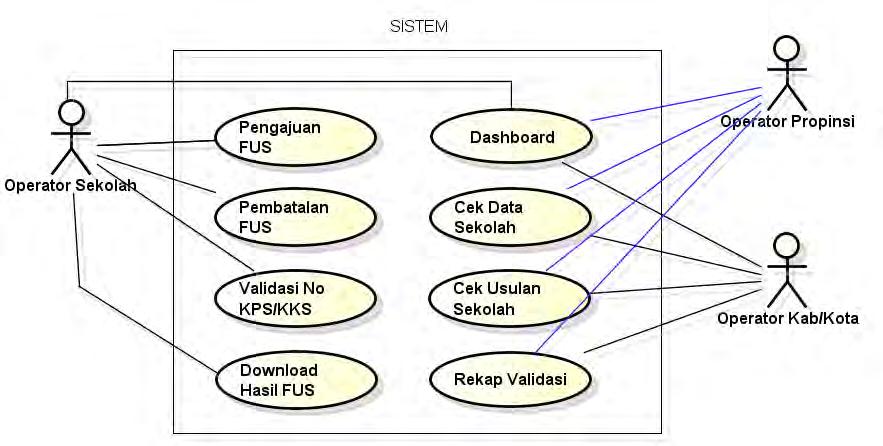 SISTEM
Operator Sekolah
Pengajuan
FUS
Pembatalan
FUS
Validasi No
KPS/KKS
Download
Hasil FUS
Dashboard
Cek Data
Sekolah
Cek Usulan
Sekolah
Rekap Validasi
Operator Propinsi
Operator Kab/Kota